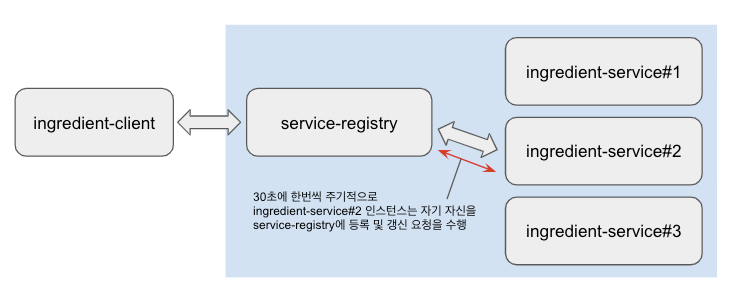 ingredient-client
service-registry
ingredient-service#1
ingredient-service#2
ingredient-service#3
30초에 한번씩 주기적으로
ingredient-service#2 인스턴스는 자기 자신을
service-registry에 등록 및 갱신 요청을 수행